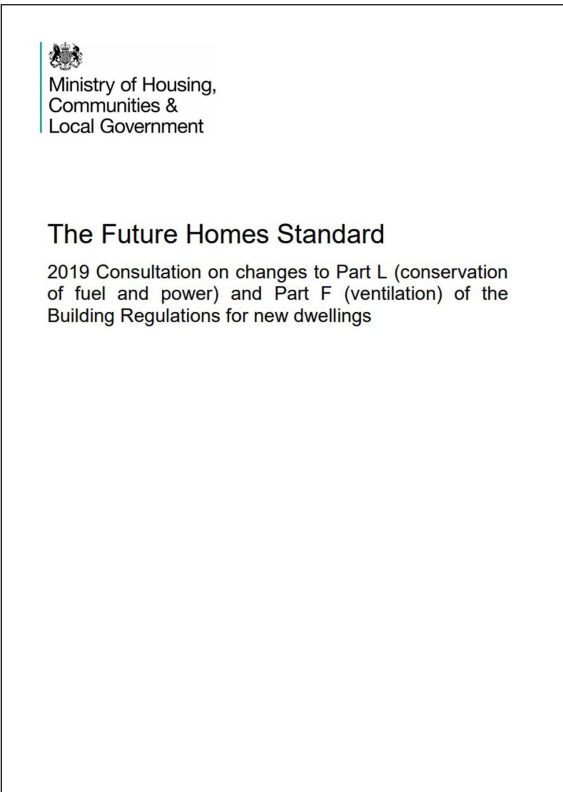 Ministry of Housing,
Communities &
Local Government
The Future Homes Standard
2019 Consultation on changes to Part L (conservation
of fuel and power) and Part F (ventilation) of the
Building Regulations for new dwellings